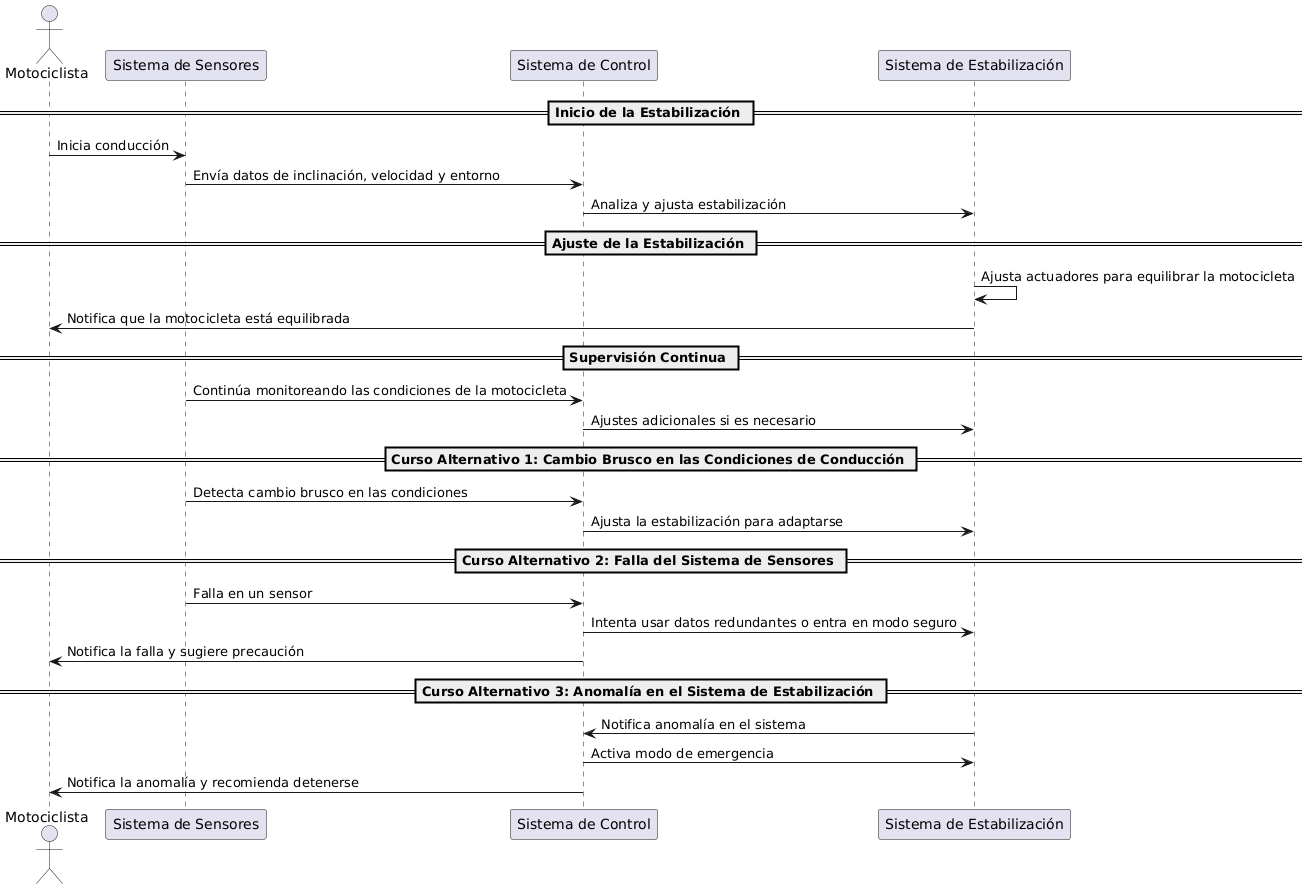 Motociclista
Sistema de Sensores
Sistema de Control
Sistema de Estabilización
Inicio de la Estabilización
Inicia conducción
Envía datos de inclinación, velocidad y entorno
Analiza y ajusta estabilización
Ajuste de la Estabilización
Ajusta actuadores para equilibrar la motocicleta
Notifica que la motocicleta está equilibrada
Supervisión Continua
Continúa monitoreando las condiciones de la motocicleta
Ajustes adicionales si es necesario
Curso Alternativo 1: Cambio Brusco en las Condiciones de Conducción
Detecta cambio brusco en las condiciones
Ajusta la estabilización para adaptarse
Curso Alternativo 2: Falla del Sistema de Sensores
Falla en un sensor
Intenta usar datos redundantes o entra en modo seguro
Notifica la falla y sugiere precaución
Curso Alternativo 3: Anomalía en el Sistema de Estabilización
Notifica anomalía en el sistema
Activa modo de emergencia
Notifica la anomalía y recomienda detenerse
Motociclista
Sistema de Sensores
Sistema de Control
Sistema de Estabilización